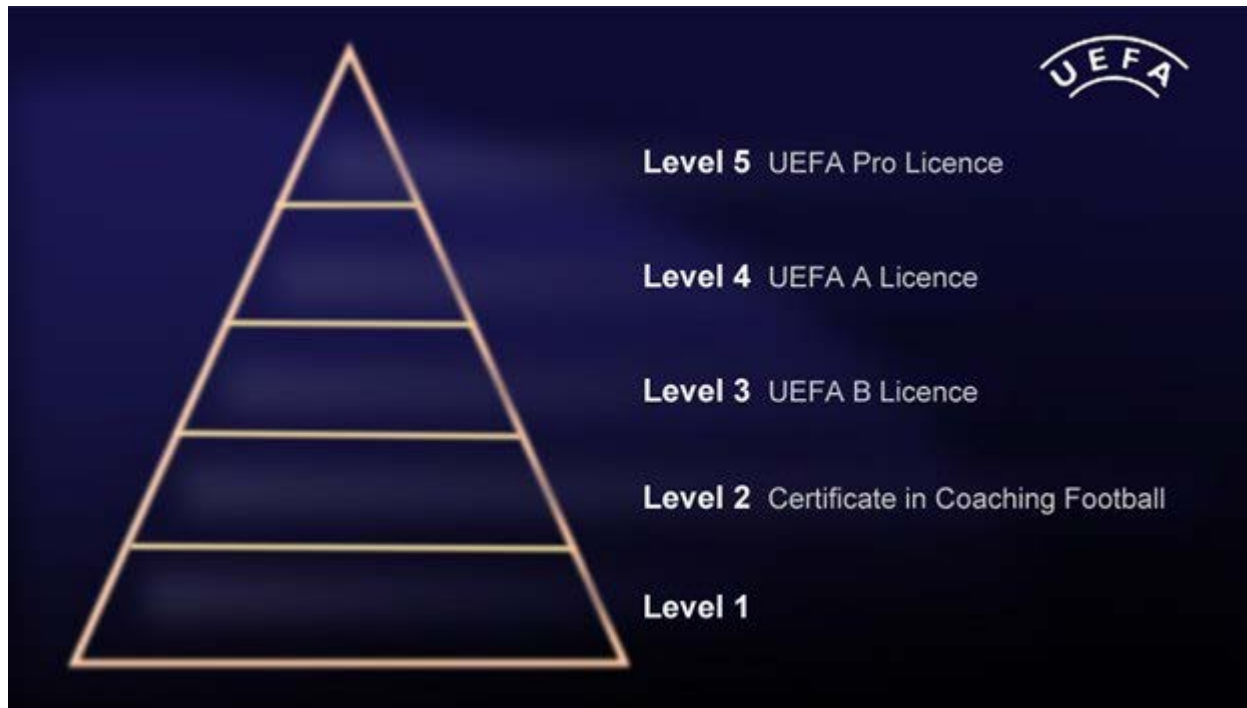 UEFA
Level 5 UEFA Pro Licence
Level 4 UEFA A Licence
Level 3 UEFA B Licence
Level 2 Certificate in Coaching Football
Level 1